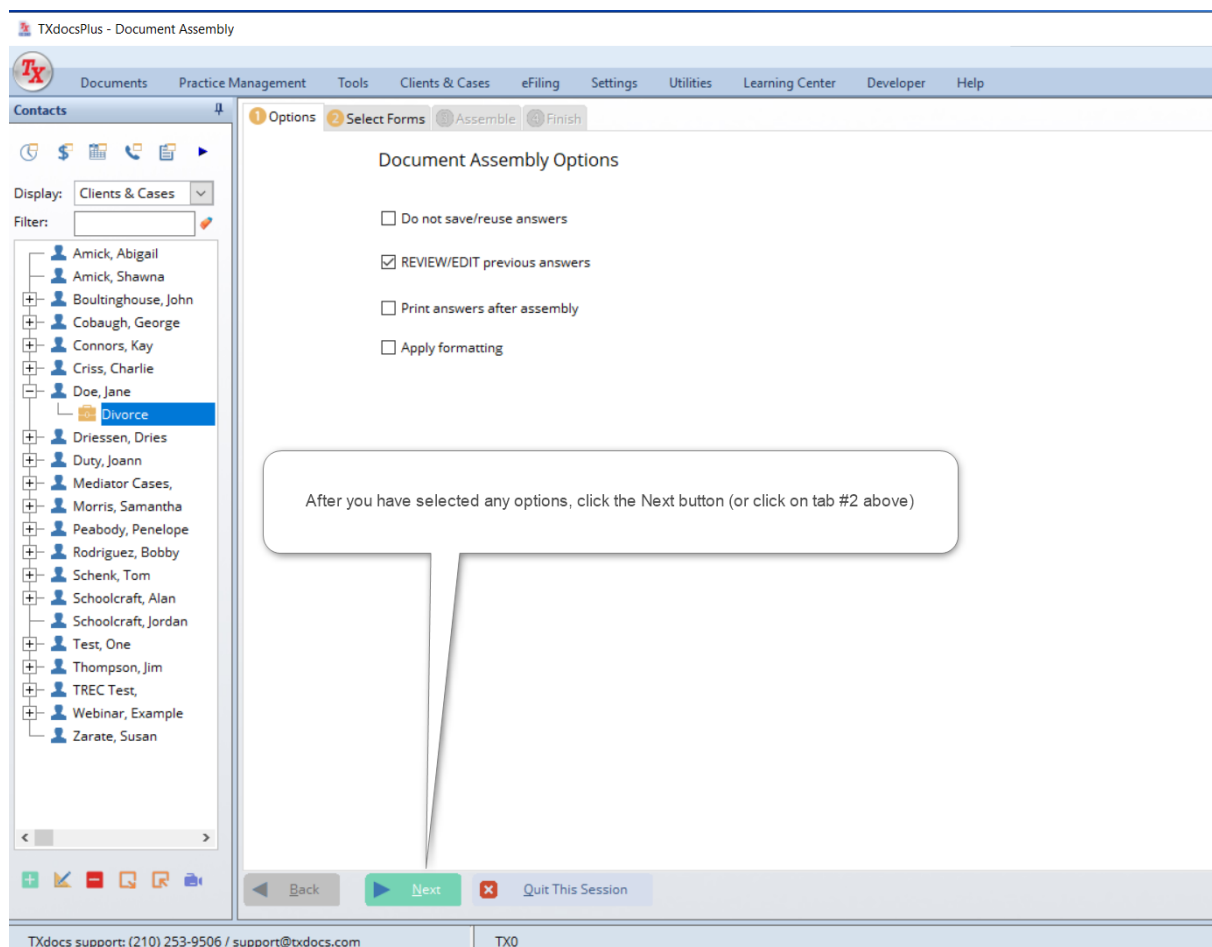 TXdocsPlus - Document Assembly
TX
Documents Practice Management Tools Clients & Cases eFiling Settings Utilities Learning Center Developer Help
Contacts
1 Options 2 Select Forms Assemble Finish
Document Assembly Options
Display: Clients & Cases
Filter:
Do not save/reuse answers
REVIEW/EDIT previous answers
Print answers after assembly
Apply formatting
Amick, Abigail
Amick, Shawna
Boultinghouse, John
Cobaugh, George
Connors, Kay
Criss, Charlie
Doe, Jane
Divorce
Driessen, Dries
Duty, Joann
Mediator Cases,
Morris, Samantha
Peabody, Penelope
Rodriguez, Bobby
Schenk, Tom
Schoolcraft, Alan
Schoolcraft, Jordan
Test, One
Thompson, Jim
TREC Test,
Webinar, Example
Zarate, Susan
After you have selected any options, click the Next button (or click on tab #2 above)
Back Next Quit This Session
TXdocs support: (210) 253-9506 / support@txdocs.com TX0